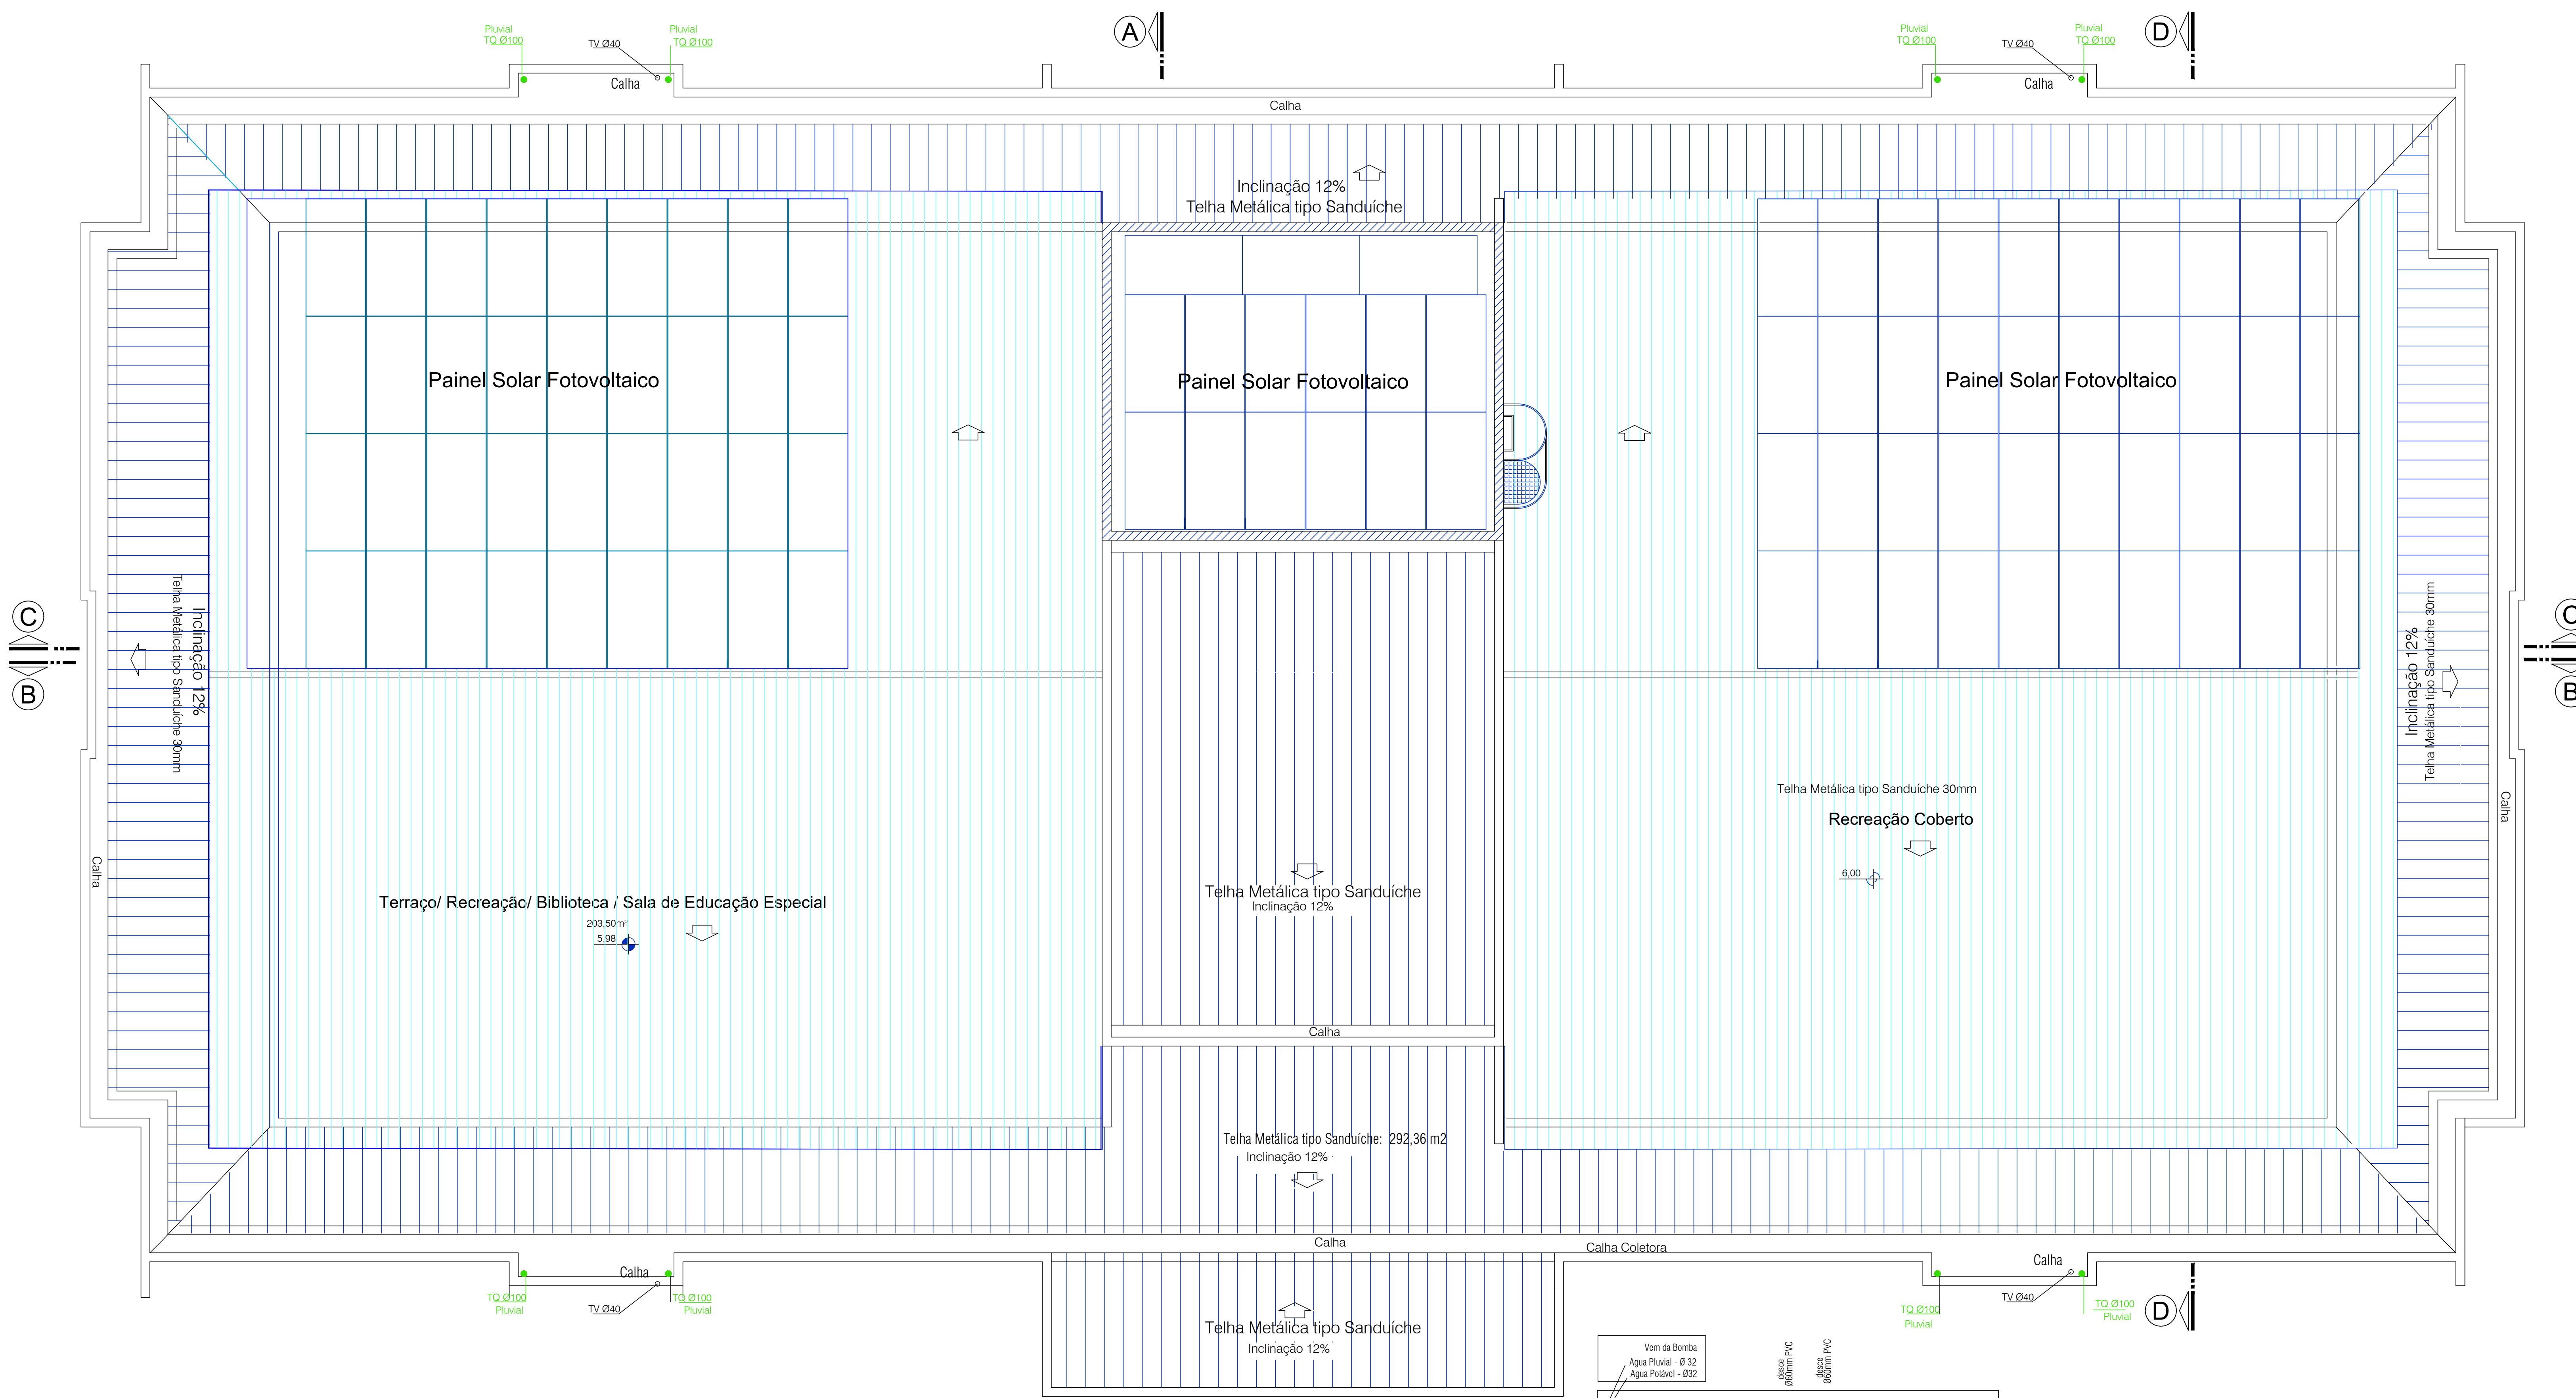 Pluvial
TQ Ø100
TV Ø40
Pluvial
TQ Ø100
A
Pluvial
TQ Ø100
TV Ø40
Pluvial
TQ Ø100
D
Calha
Calha
Calha
Inclinação 12%
Telha Metálica tipo Sanduíche
Painel Solar Fotovoltaico
Painel Solar Fotovoltaico
Painel Solar Fotovoltaico
C
B
Inclinação 12%
Telha Metálica tipo Sanduíche 30mm
Calha
Inclinação 12%
Telha Metálica tipo Sanduíche 30mm
Calha
C
B
Telha Metálica tipo Sanduíche 30mm
Recreação Coberto
6,00
Terraço/ Recreação/ Biblioteca / Sala de Educação Especial
203,50m²
5,98
Telha Metálica tipo Sanduíche
Inclinação 12%
Calha
Telha Metálica tipo Sanduíche: 292,36 m2
Inclinação 12%
Calha
Calha Coletora
Calha
Calha
TQ Ø100
Pluvial
TV Ø40
TQ Ø100
Pluvial
TQ Ø100
Pluvial
TV Ø40
TQ Ø100
Pluvial
D
Telha Metálica tipo Sanduíche
Inclinação 12%
Vem da Bomba
Agua Pluvial - Ø 32
Agua Potável - Ø32
desce
Ø60mm PVC
desce
Ø60mm PVC